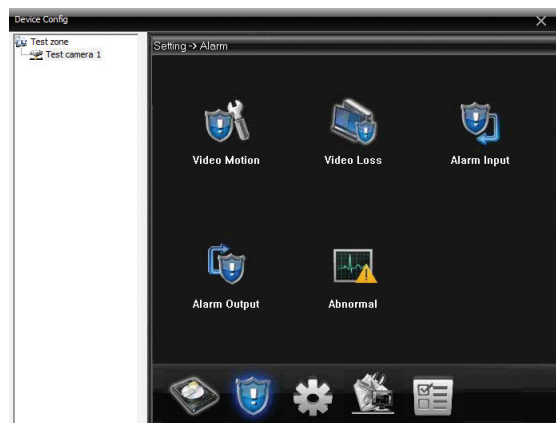 Device Config
Test zone
Test camera 1
Setting -> Alarm
Video Motion
Video Loss
Alarm Input
Alarm Output
Abnormal